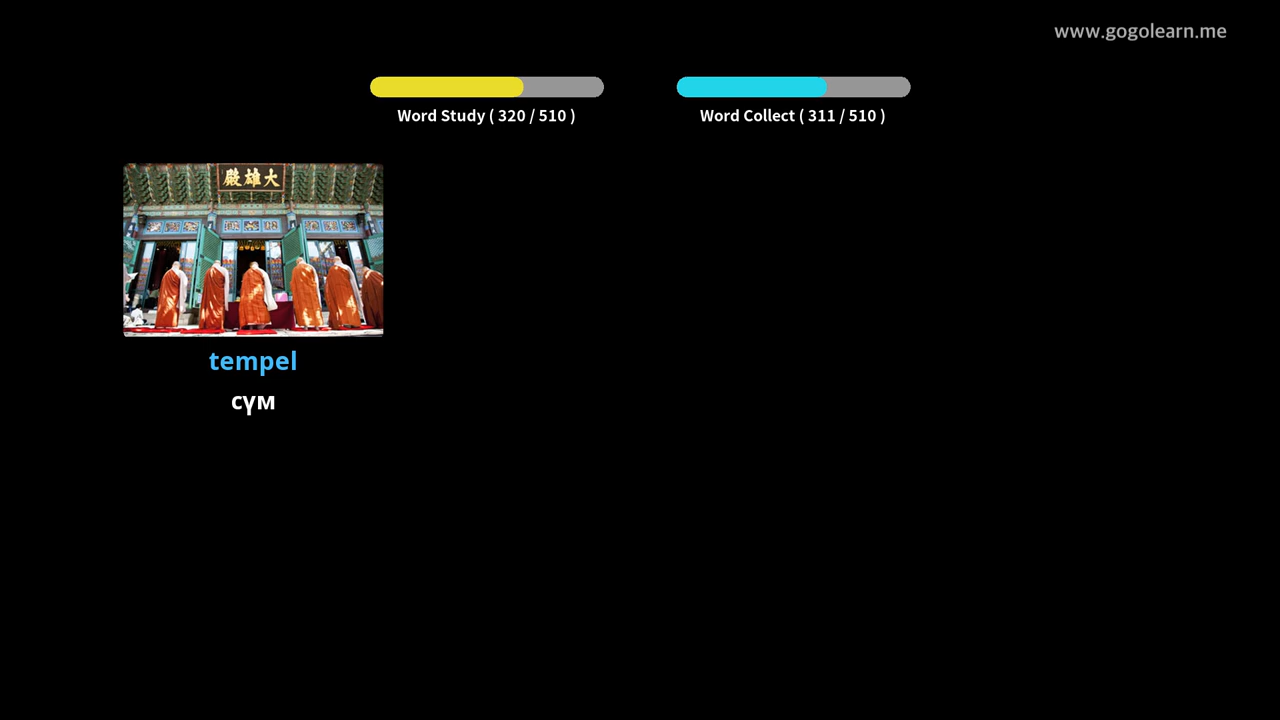 www.gogolearn.me
Word Study ( 320 / 510 )
Word Collect ( 311 / 510 )
殿雄大
tempel
сүм